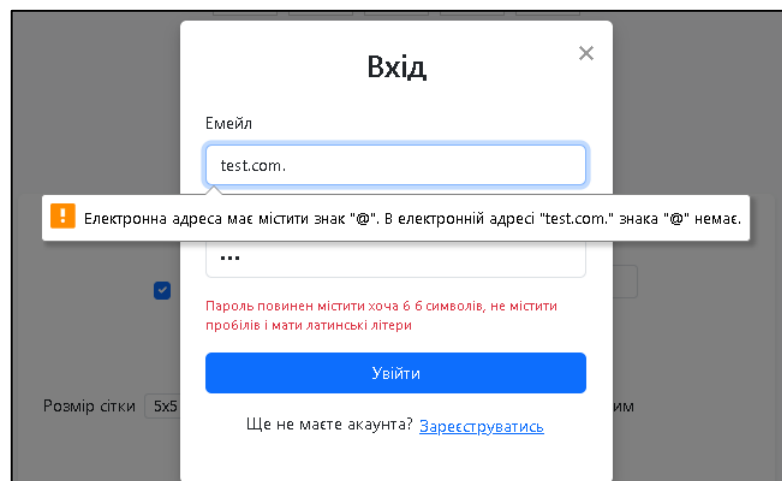 Вхід
×
Емейл
test.com.
Електронна адреса має містити знак "@". В електронній адресі "test.com." знака "@" немає.
•••
Пароль повинен містити хоча 6 6 символів, не містити
пробілів і мати латинські літери
Увійти
Розмір сітки 5x5
им
Ще не маєте акаунта? Зареєструватись